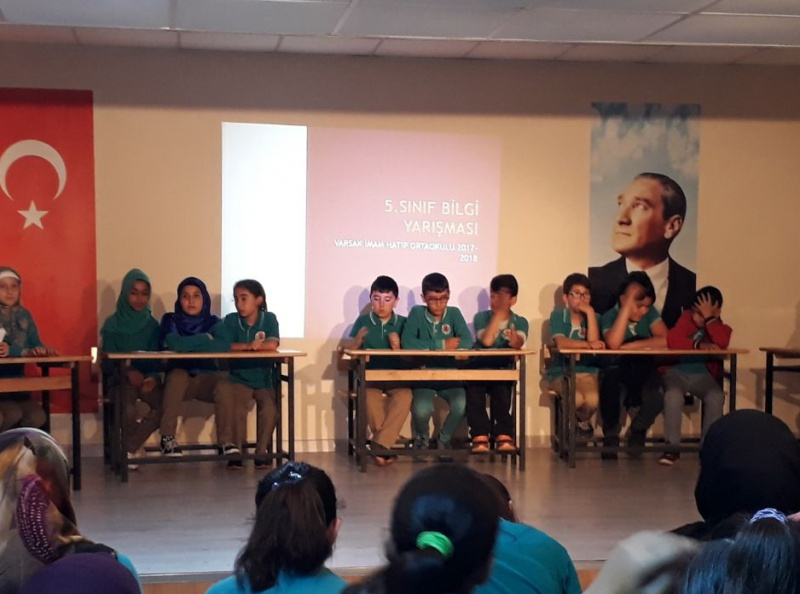 5.SINIF BİLGİ
YARIŞMASI
VARSAK İMAM HATİP ORTAOKULU 2017-
2018